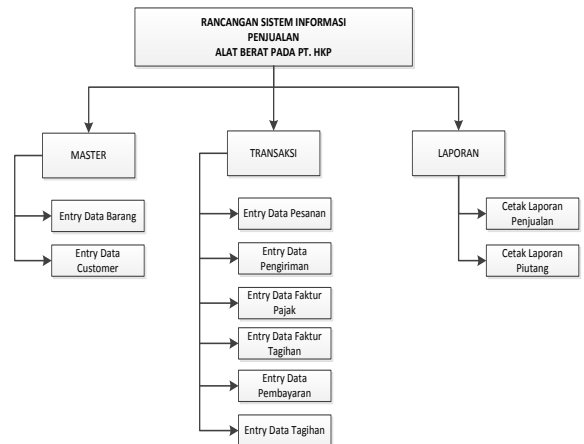 RANCANGAN SISTEM INFORMASI
PENJUALAN
ALAT BERAT PADA PT. HKP
MASTER
Entry Data Barang
Entry Data
Customer
TRANSAKSI
Entry Data Pesanan
Entry Data
Pengiriman
Entry Data Faktur
Pajak
Entry Data Faktur
Tagihan
Entry Data
Pembayaran
Entry Data Tagihan
LAPORAN
Cetak Laporan
Penjualan
Cetak Laporan
Piutang